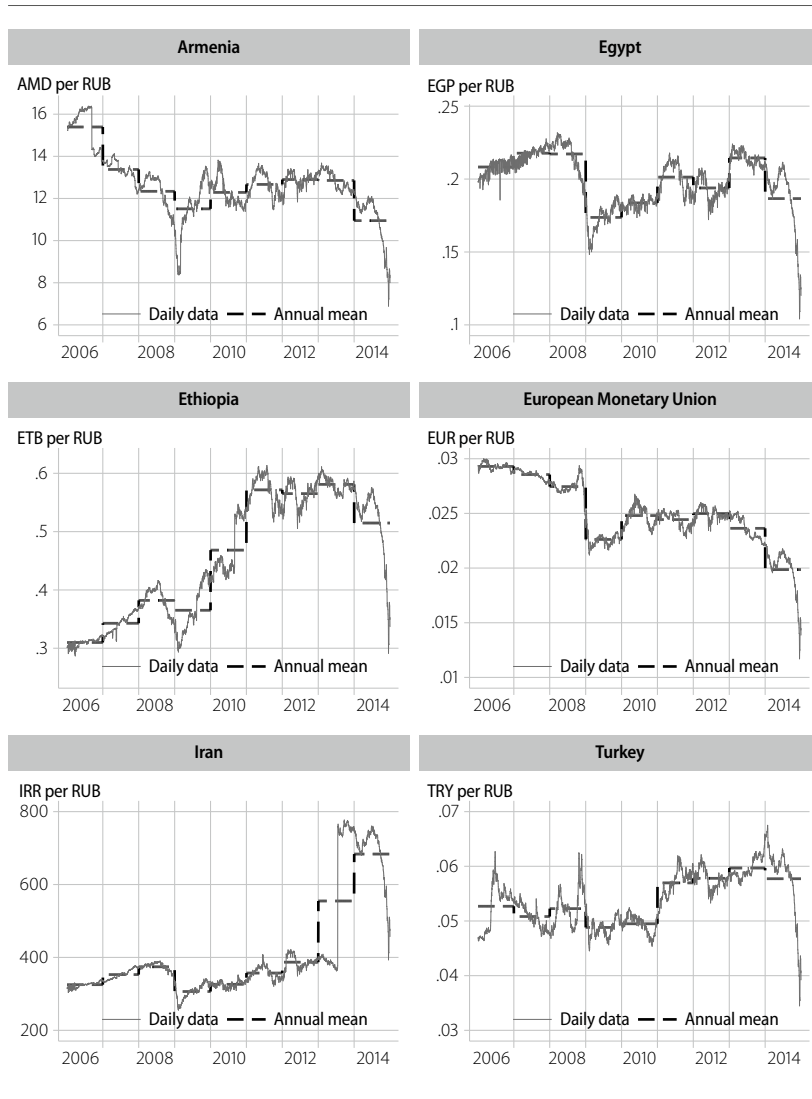 Armenia
AMD per RUB
16
14
12
10
8
6
Daily data
Annual mean
2006 2008 2010 2012 2014
Egypt
EGP per RUB
.25
.2
.15
.1
Daily data
Annual mean
2006 2008 2010 2012 2014
Ethiopia
ETB per RUB
.6
.5
.4
.3
Daily data
Annual mean
2006 2008 2010 2012 2014
European Monetary Union
EUR per RUB
.03
.025
.02
.015
.01
Daily data
Annual mean
2006 2008 2010 2012 2014
Iran
IRR per RUB
800
600
400
200
Daily data
Annual mean
2006 2008 2010 2012 2014
Turkey
TRY per RUB
.07
.06
.05
.04
.03
Daily data
Annual mean
2006 2008 2010 2012 2014